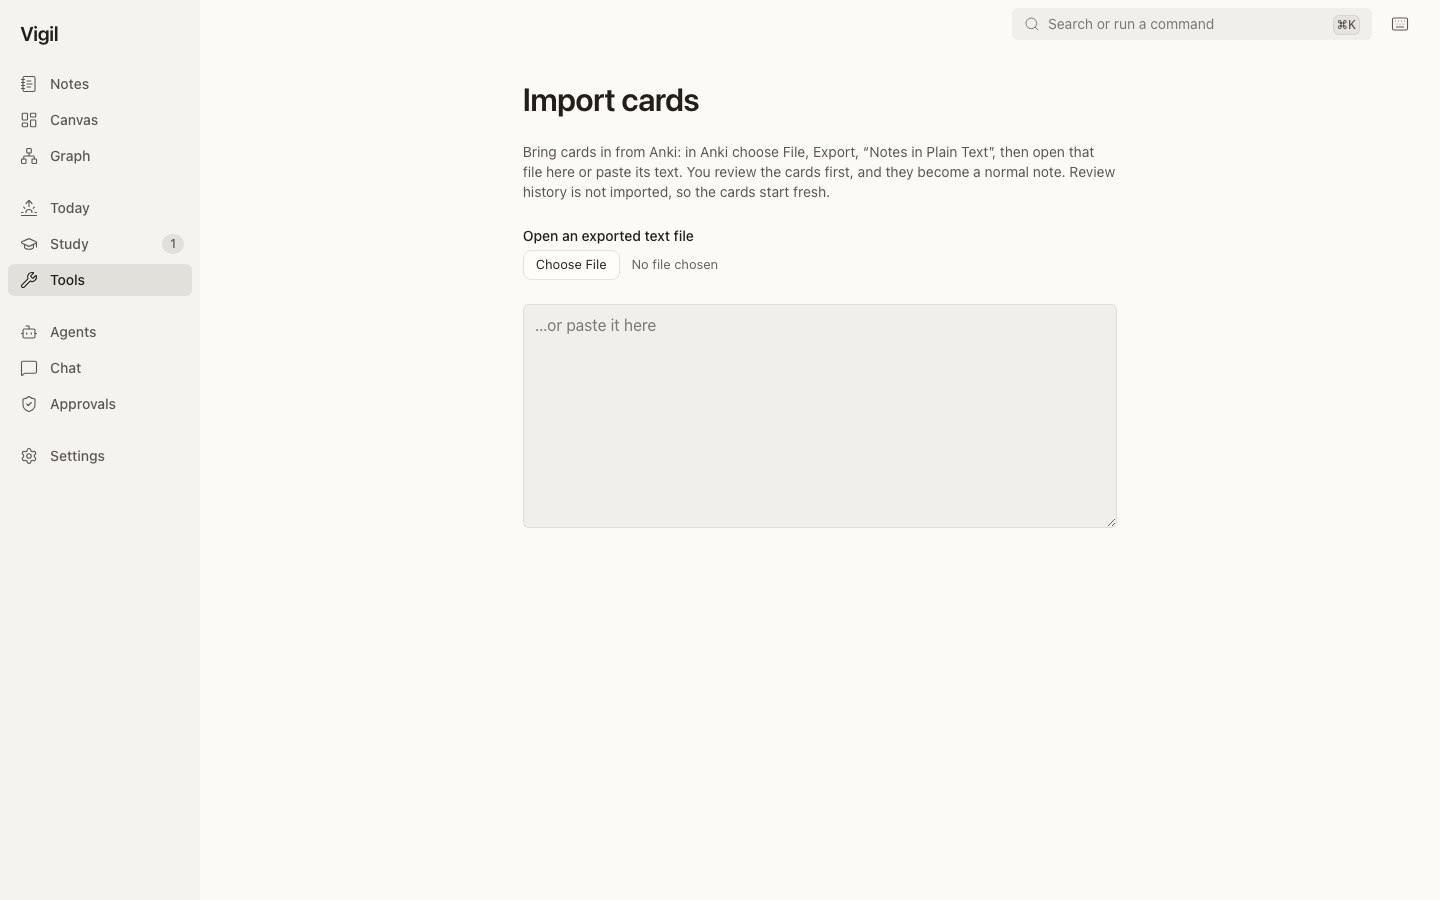 Vigil
Search or run a command
⌘K
Notes
Canvas
Graph
Today
Study
1
Tools
Agents
Chat
Approvals
Settings
Import cards
Bring cards in from Anki: in Anki choose File, Export, “Notes in Plain Text”, then open that
file here or paste its text. You review the cards first, and they become a normal note. Review
history is not imported, so the cards start fresh.
Open an exported text file
Choose File
No file chosen
...or paste it here